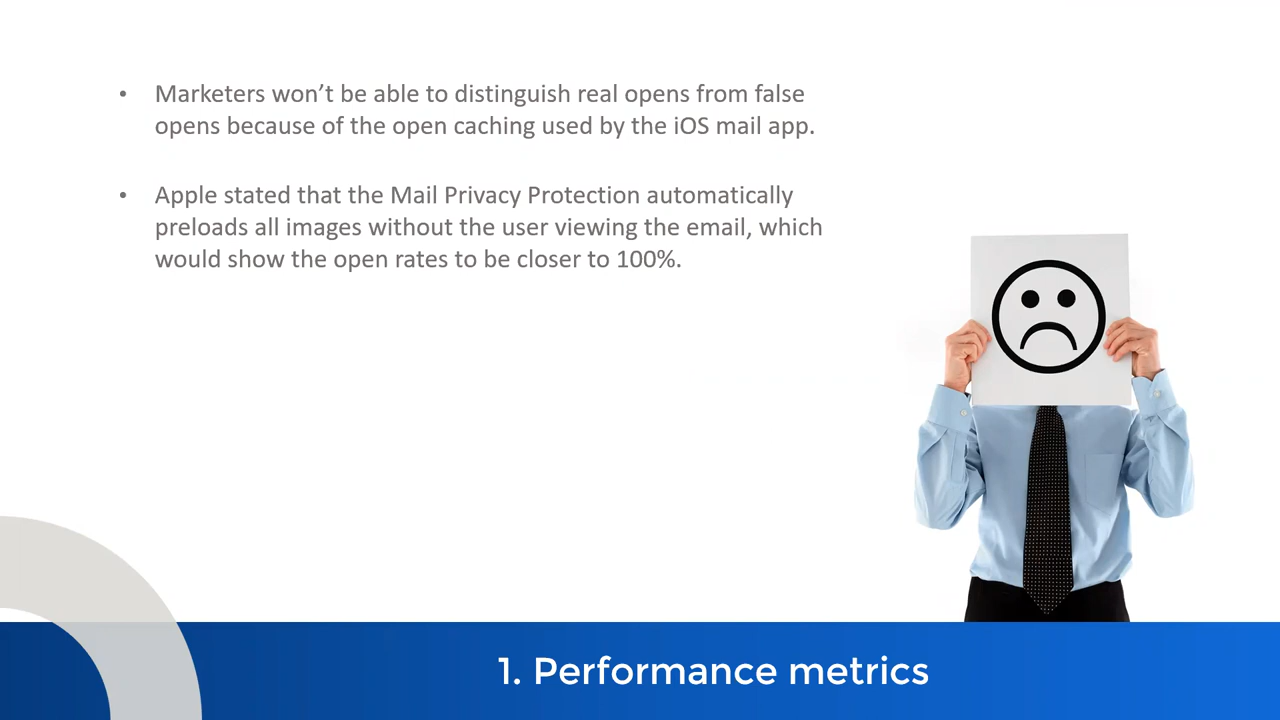 • Marketers won’t be able to distinguish real opens from false
opens because of the open caching used by the iOS mail app.
• Apple stated that the Mail Privacy Protection automatically
preloads all images without the user viewing the email, which
would show the open rates to be closer to 100%.
1. Performance metrics